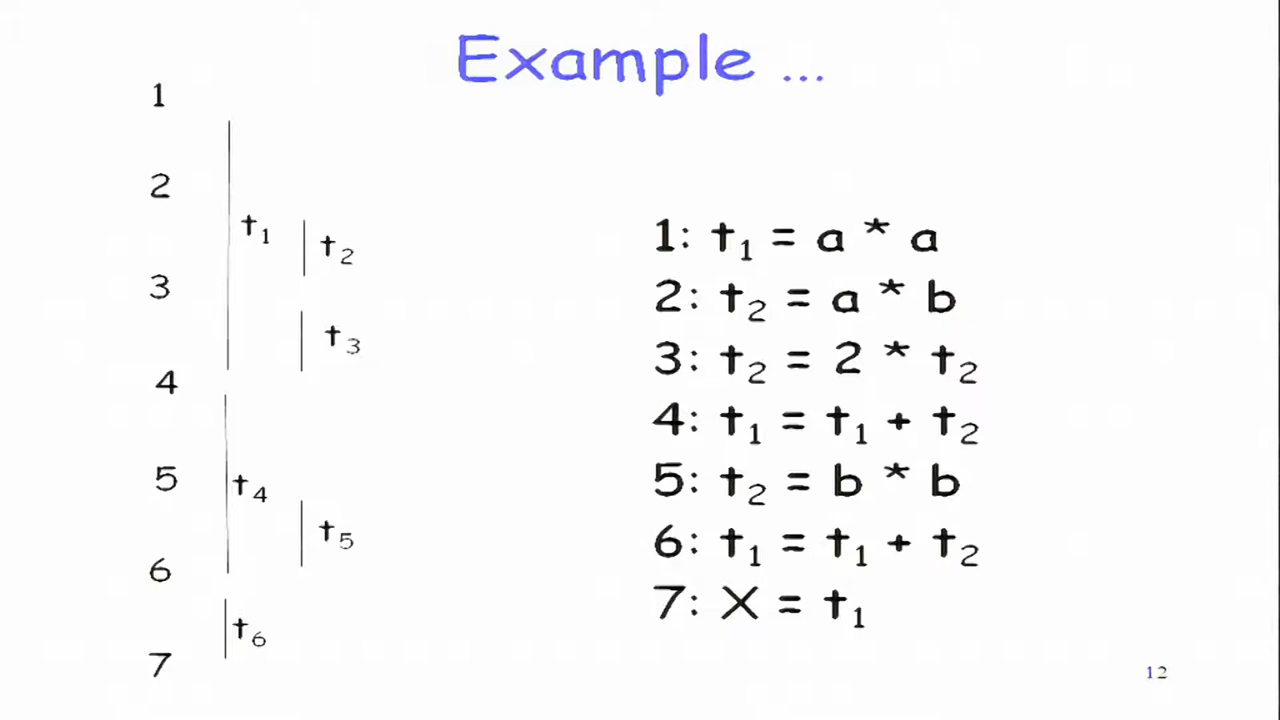 Example ...
1
2
t₁
t₂
3
t₃
4
5
t₄
t₅
6
t₆
7
1: t₁ = a * a
2: t₂ = a * b
3: t₂ = 2 * t₂
4: t₁ = t₁ + t₂
5: t₂ = b * b
6: t₁ = t₁ + t₂
7: X = t₁
12